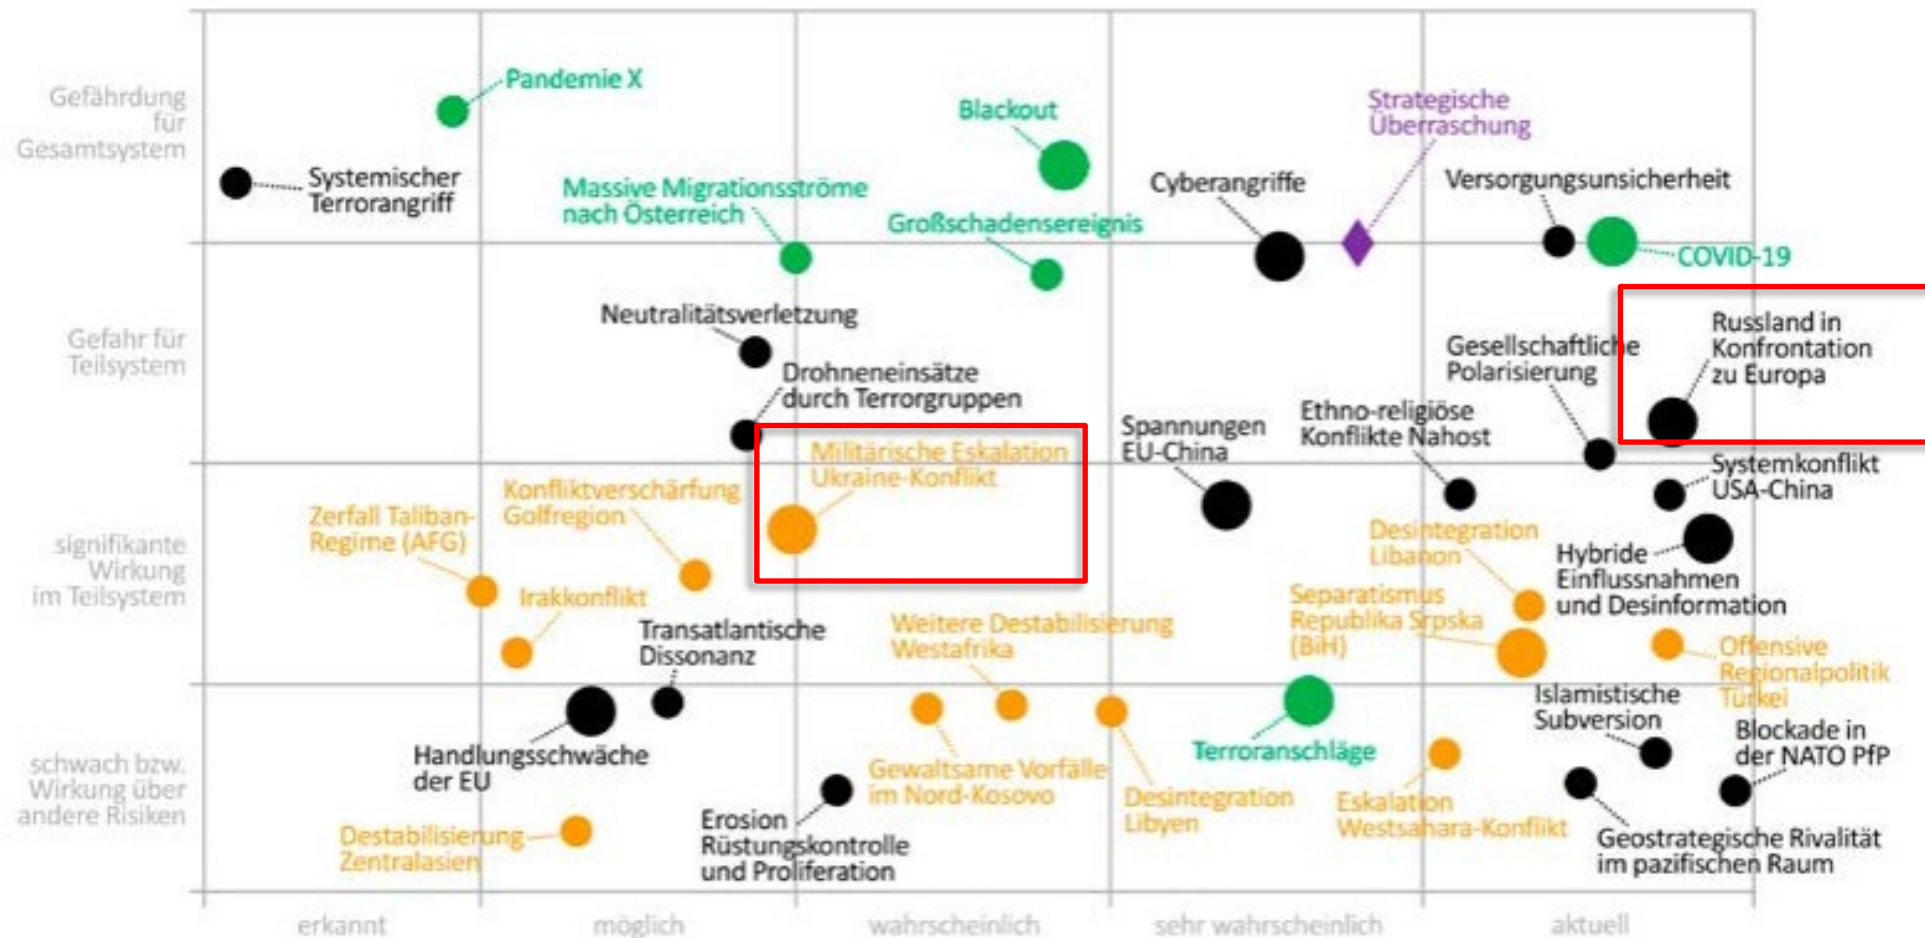 Gefährdung
für
Gesamtsystem
Pandemie X
Blackout
Strategische
Überraschung
Systemischer
Terrorangriff
Massive Migrationsströme
nach Österreich
Großschadensereignis
Cyberangriffe
Versorgungsunsicherheit
COVID-19
Gefahr für
Teilsystem
Neutralitätsverletzung
Drohneneinsätze
durch Terrorgruppen
Gesellschaftliche
Polarisierung
Russland in
Konfrontation
zu Europa
Spannungen
EU-China
Ethno-religiöse
Konflikte Nahost
Militärische Eskalation
Ukraine-Konflikt
Systemkonflikt
USA-China
signifikante
Wirkung
im Teilsystem
Zerfall Taliban-
Regime (AFG)
Konfliktverschärfung
Golfregion
Irakkonflikt
Desintegration
Libanon
Hybride
Einflussnahmen
und Desinformation
Separatismus
Republika Srpska
(BiH)
Transatlantische
Dissonanz
Weitere Destabilisierung
Westafrika
Offensive
Regionalpolitik
Türkei
schwach bzw.
Wirkung über
andere Risiken
Handlungsschwäche
der EU
Destabilisierung
Zentralasien
Erosion
Rüstungskontrolle
und Proliferation
Gewaltsame Vorfälle
im Nord-Kosovo
Desintegration
Libyen
Terroranschläge
Eskalation
Westsahara-Konflikt
Islamistische
Subversion
Blockade in
der NATO PfP
Geostrategische Rivalität
im pazifischen Raum
erkannt
möglich
wahrscheinlich
sehr wahrscheinlich
aktuell